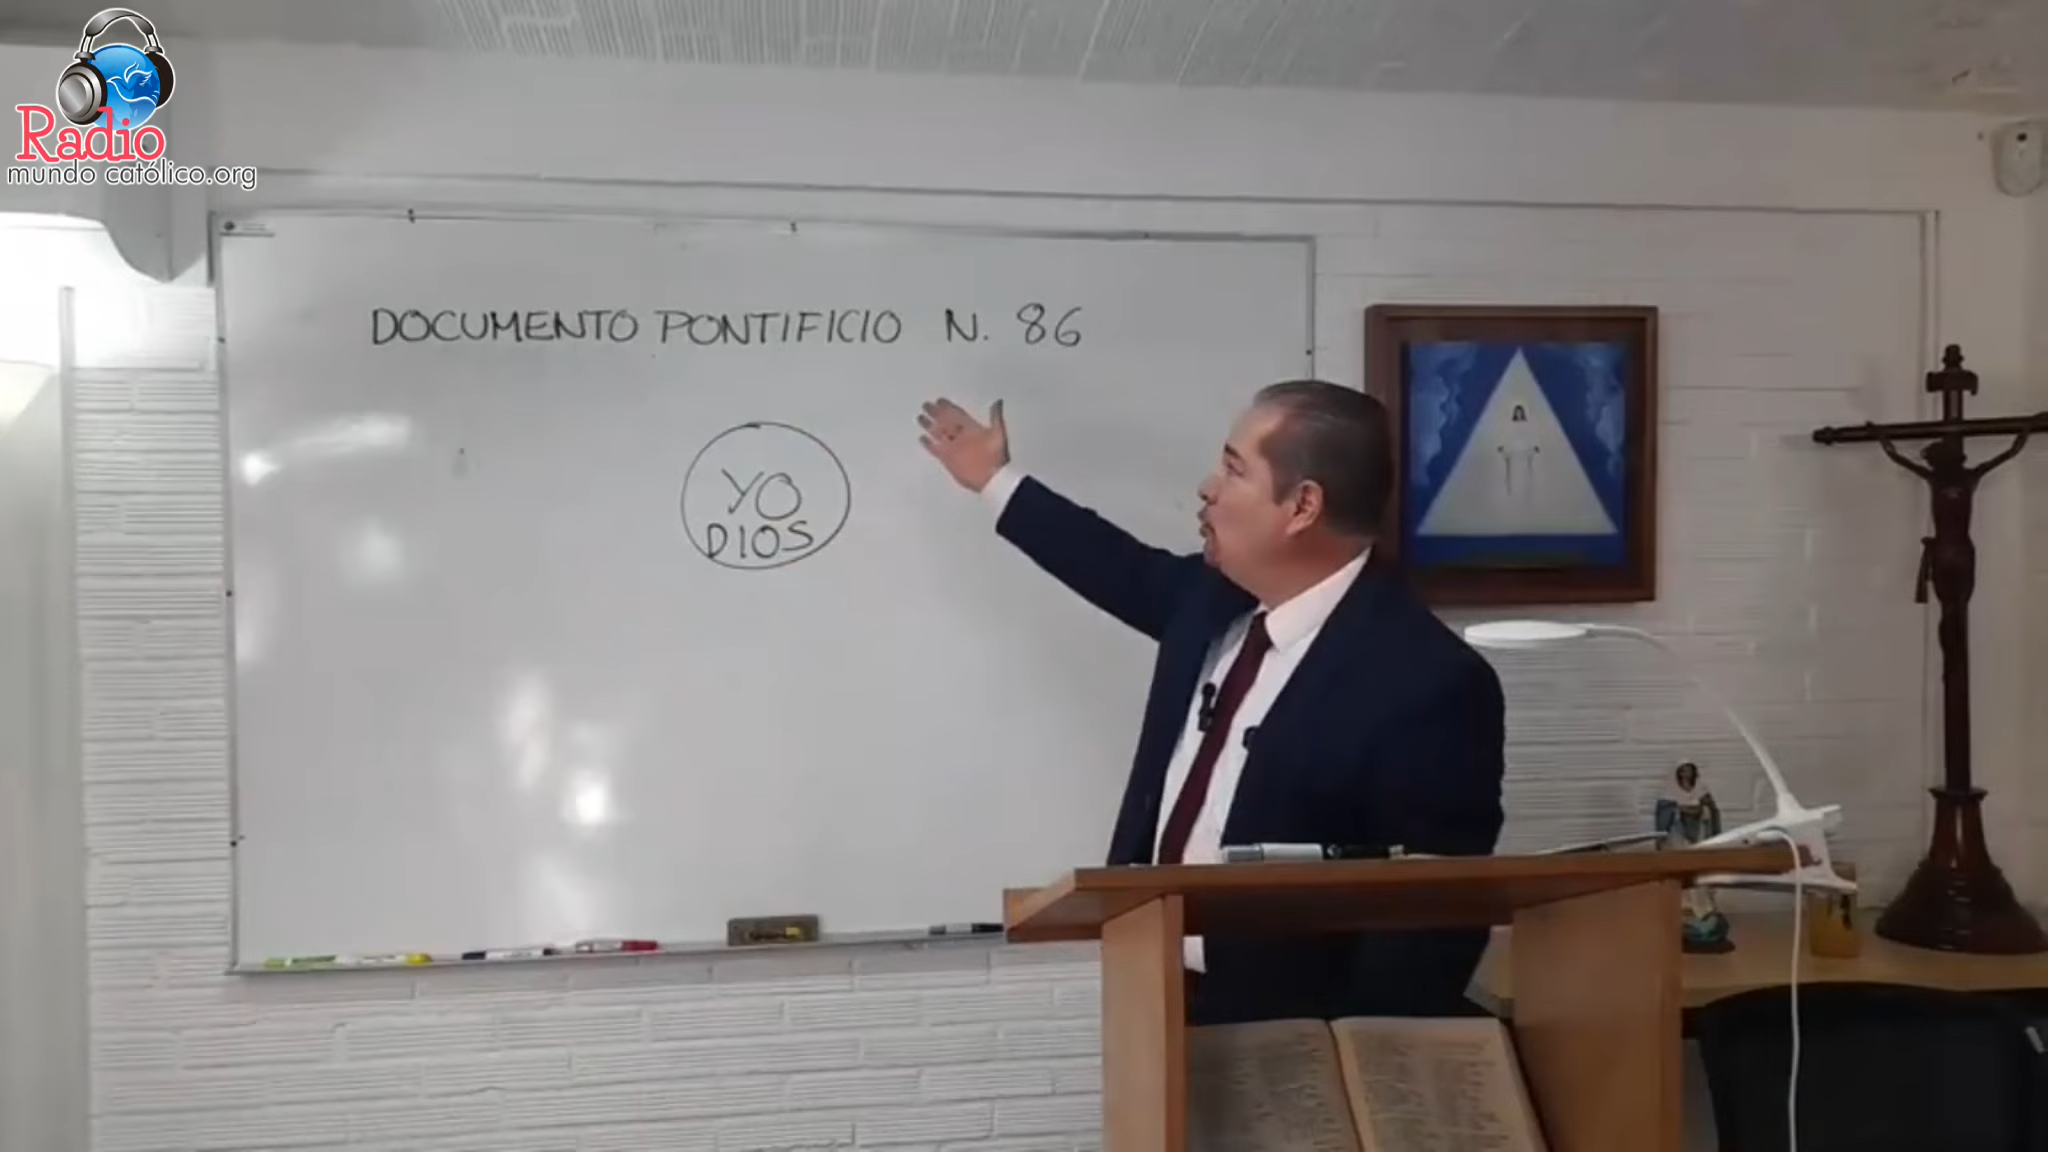 Radio
mundo católico.org
DOCUMENTO PONTIFICIO N. 86
YO
DIOS